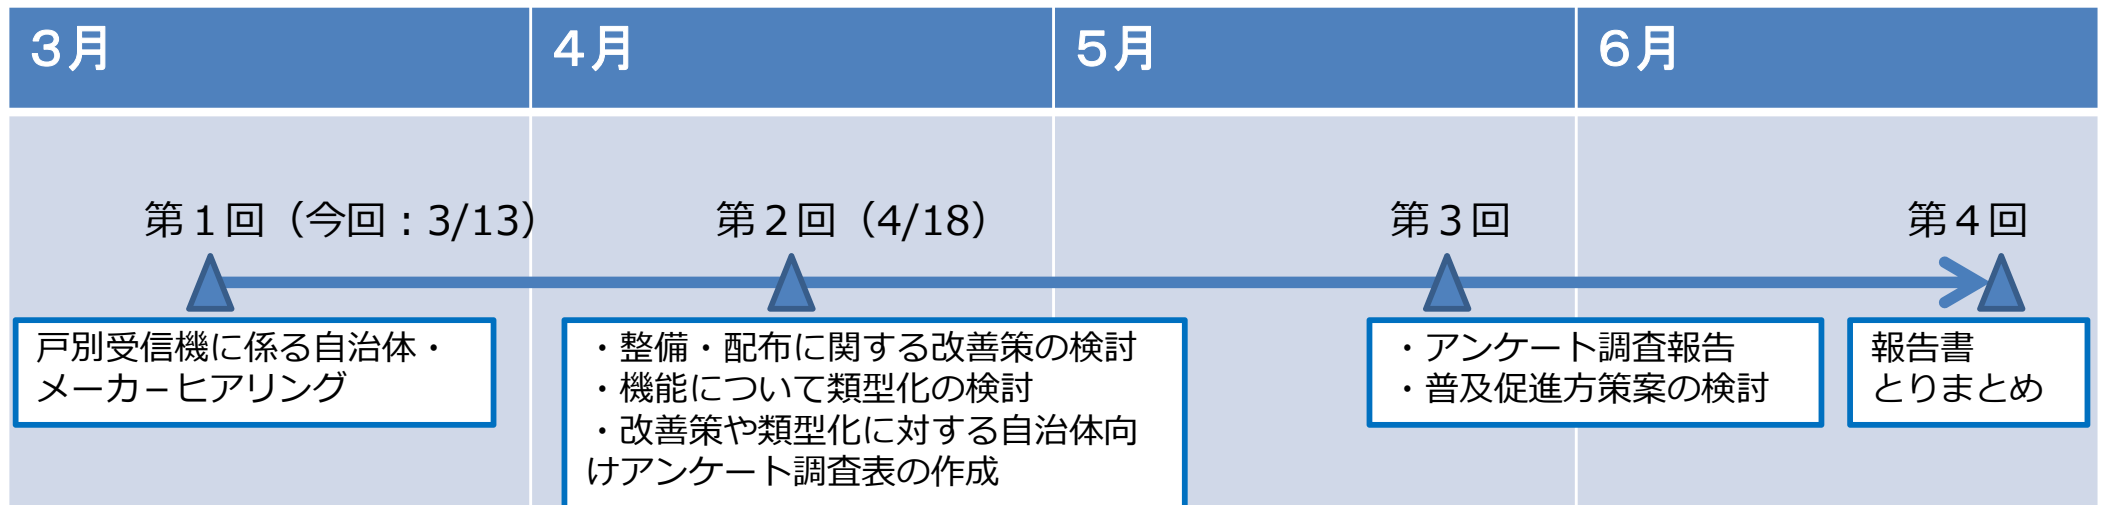 ３月
４月
５月
６月
第１回（今回：3/13）
第２回（4/18）
第３回
第４回
戸別受信機に係る自治体・
メーカーヒアリング
・整備・配布に関する改善策の検討
・機能について類型化の検討
・改善策や類型化に対する自治体向
けアンケート調査表の作成
・アンケート調査報告
・普及促進方策案の検討
報告書
とりまとめ